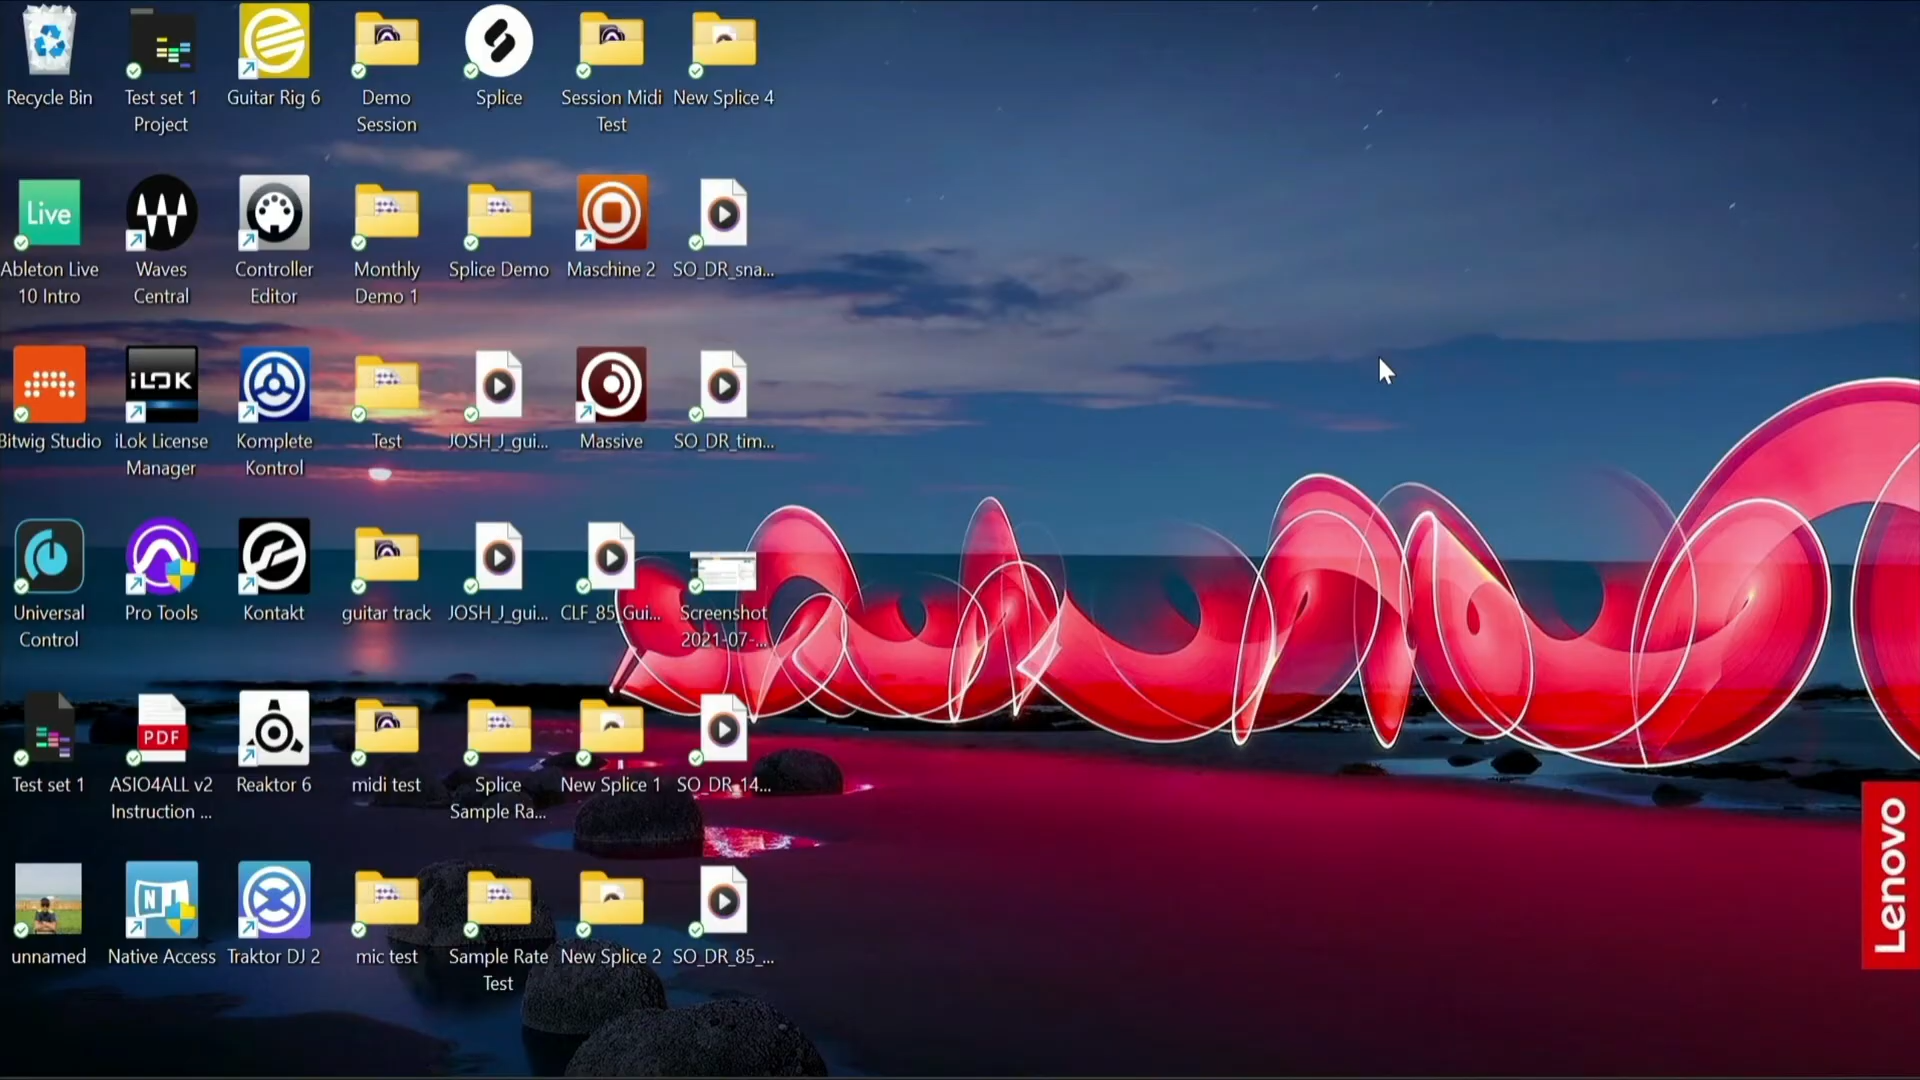 Recycle Bin
Test set 1
Project
Guitar Rig 6
Demo
Session
Splice
Session Midi
Test
New Splice 4
Live
Ableton Live
10 Intro
Waves
Central
Controller
Editor
Monthly
Demo 1
Splice Demo
Maschine 2
SO_DR_sna...
Bitwig Studio
iLOK
iLok License
Manager
Komplete
Kontrol
Test
JOSH_J_gui...
Massive
SO_DR_tim...
Universal
Control
Pro Tools
Kontakt
guitar track
JOSH_J_gui...
CLF_85_Gui...
Screenshot
2021-07-...
Test set 1
PDF
ASIO4ALL v2
Instruction ...
Reaktor 6
midi test
Splice
Sample Ra...
New Splice 1
SO_DR_14...
unnamed
Native Access
Traktor DJ 2
mic test
Sample Rate
Test
New Splice 2
SO_DR_85_...
Lenovo